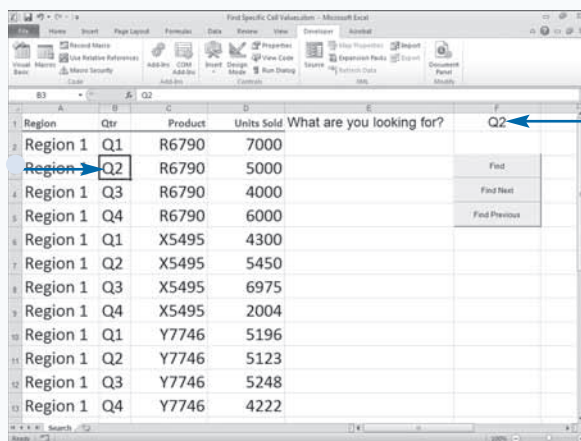 Find Specific Cell Values.xlsm - Microsoft Excel
File Home Insert Page Layout Formulas Data Review View Developer Acrobat
Visual Basic Macros Record Macro Use Relative References Macro Security Add-Ins COM Add-Ins Insert Design Mode Properties View Code Run Dialog Source Map Properties Expansion Packs Refresh Data Import Export Document Panel
Code Add-Ins Controls XML Modify
B3 fx Q2
A B C D E F
1 Region Qtr Product Units Sold What are you looking for? Q2
2 Region 1 Q1 R6790 7000
Region 1 Q2 R6790 5000 Find
4 Region 1 Q3 R6790 4000 Find Next
5 Region 1 Q4 R6790 6000 Find Previous
6 Region 1 Q1 X5495 4300
7 Region 1 Q2 X5495 5450
8 Region 1 Q3 X5495 6975
9 Region 1 Q4 X5495 2004
10 Region 1 Q1 Y7746 5196
11 Region 1 Q2 Y7746 5123
12 Region 1 Q3 Y7746 5248
13 Region 1 Q4 Y7746 4222
Search
Ready 100%